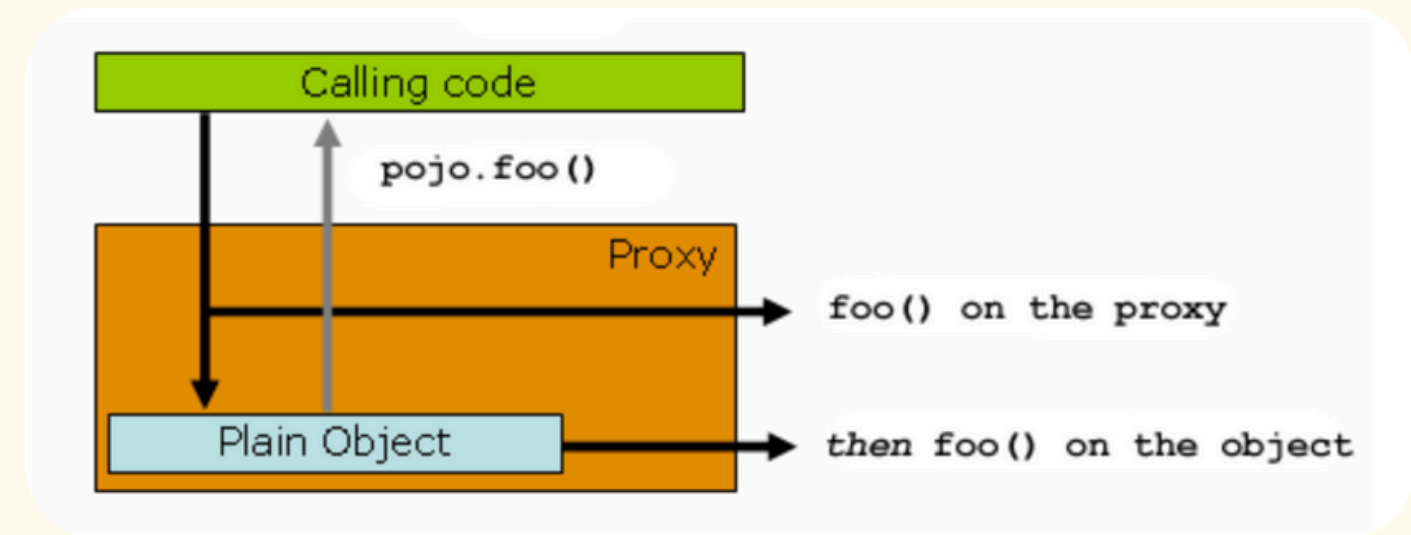 Calling code
pojo.foo()
Proxy
foo() on the proxy
Plain Object
then foo() on the object